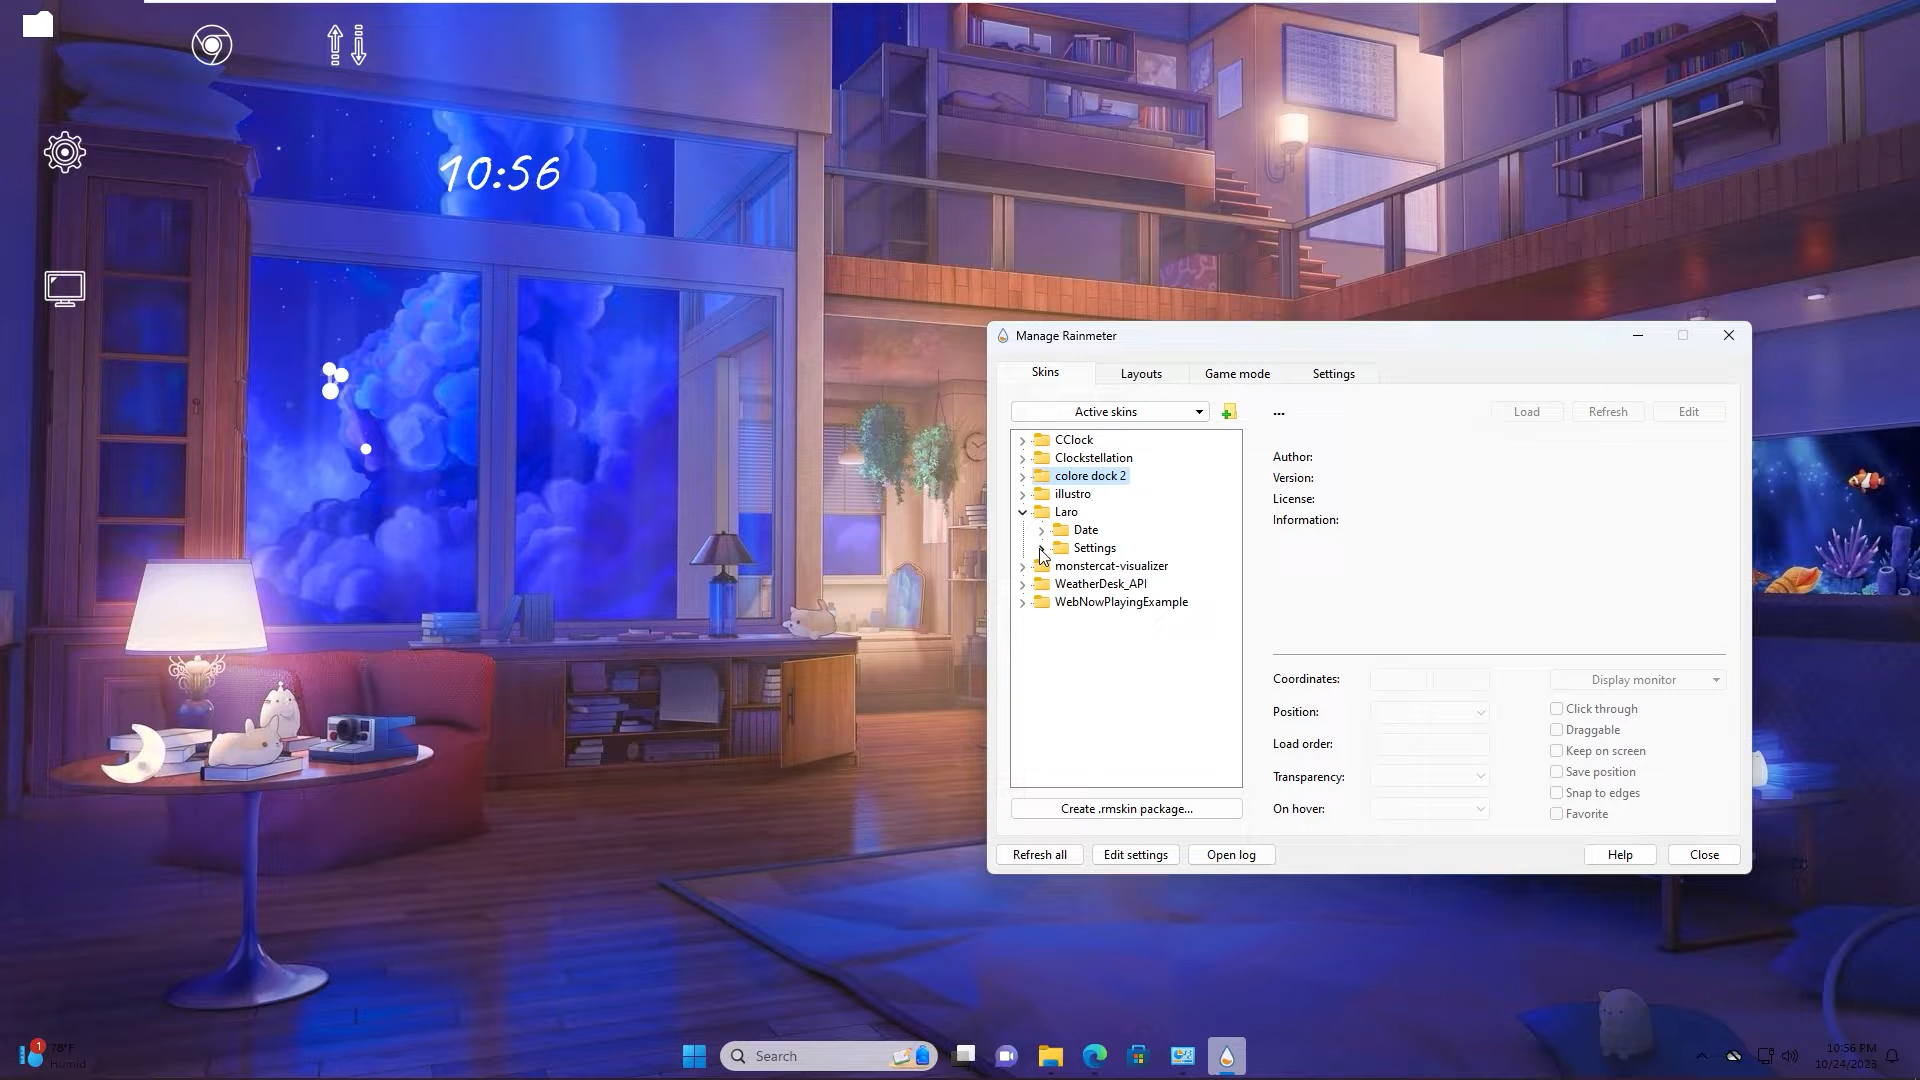 10:56
Manage Rainmeter
Skins
Layouts
Game mode
Settings
Active skins
...
Load
Refresh
Edit
CClock
Clockstellation
colore dock 2
illustro
Laro
Date
Settings
monstercat-visualizer
WeatherDesk_API
WebNowPlayingExample
Author:
Version:
License:
Information:
Coordinates:
Display monitor
Position:
Click through
Draggable
Load order:
Keep on screen
Transparency:
Save position
Snap to edges
On hover:
Favorite
Create .rmskin package...
Refresh all
Edit settings
Open log
Help
Close
1
78°F
Humid
Search
10:56 PM
10/24/2023